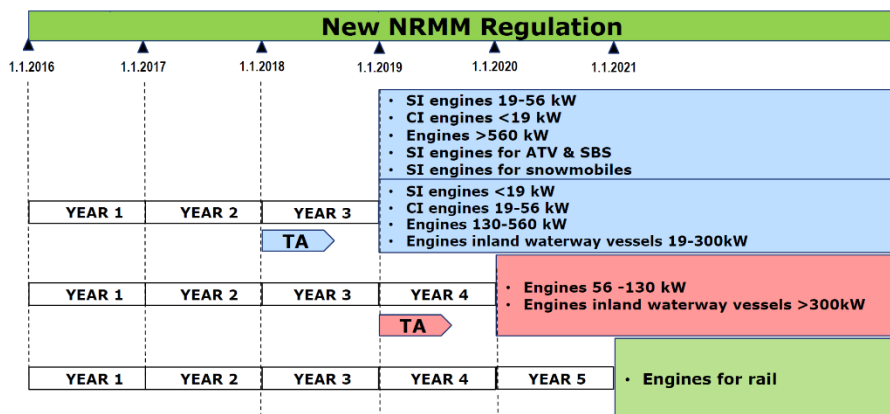 New NRMM Regulation
1.1.2016 1.1.2017 1.1.2018 1.1.2019 1.1.2020 1.1.2021
• SI engines 19-56 kW
• CI engines <19 kW
• Engines >560 kW
• SI engines for ATV & SBS
• SI engines for snowmobiles
• SI engines <19 kW
• CI engines 19-56 kW
• Engines 130-560 kW
• Engines inland waterway vessels 19-300kW
YEAR 1 YEAR 2 YEAR 3
TA
• Engines 56 -130 kW
• Engines inland waterway vessels >300kW
YEAR 1 YEAR 2 YEAR 3 YEAR 4
TA
YEAR 1 YEAR 2 YEAR 3 YEAR 4 YEAR 5
• Engines for rail